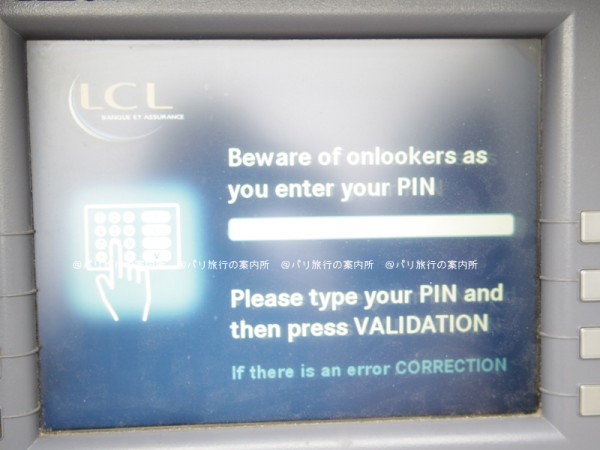 LCL
BANQUE ET ASSURANCE
Beware of onlookers as
you enter your PIN
@パリ旅行の案内所 @パリ旅行の案内所 @パリ旅行の案内所
Please type your PIN and
then press VALIDATION
If there is an error CORRECTION